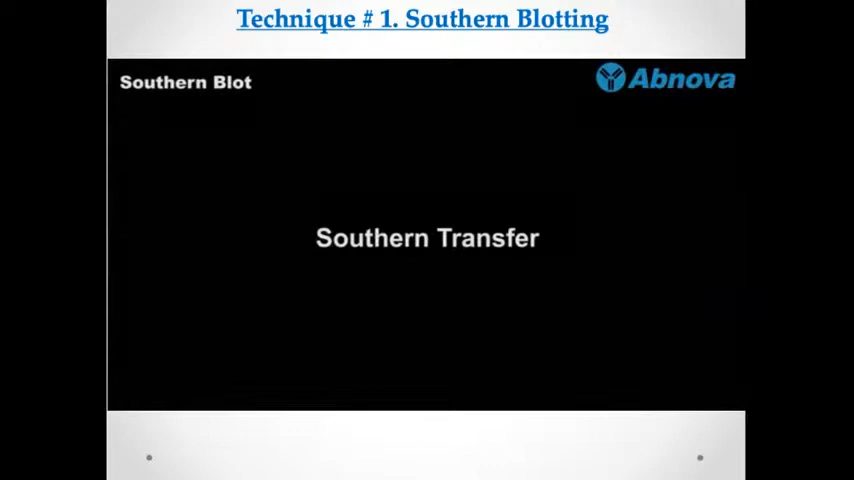 Technique # 1. Southern Blotting
Southern Blot
Abnova
Southern Transfer